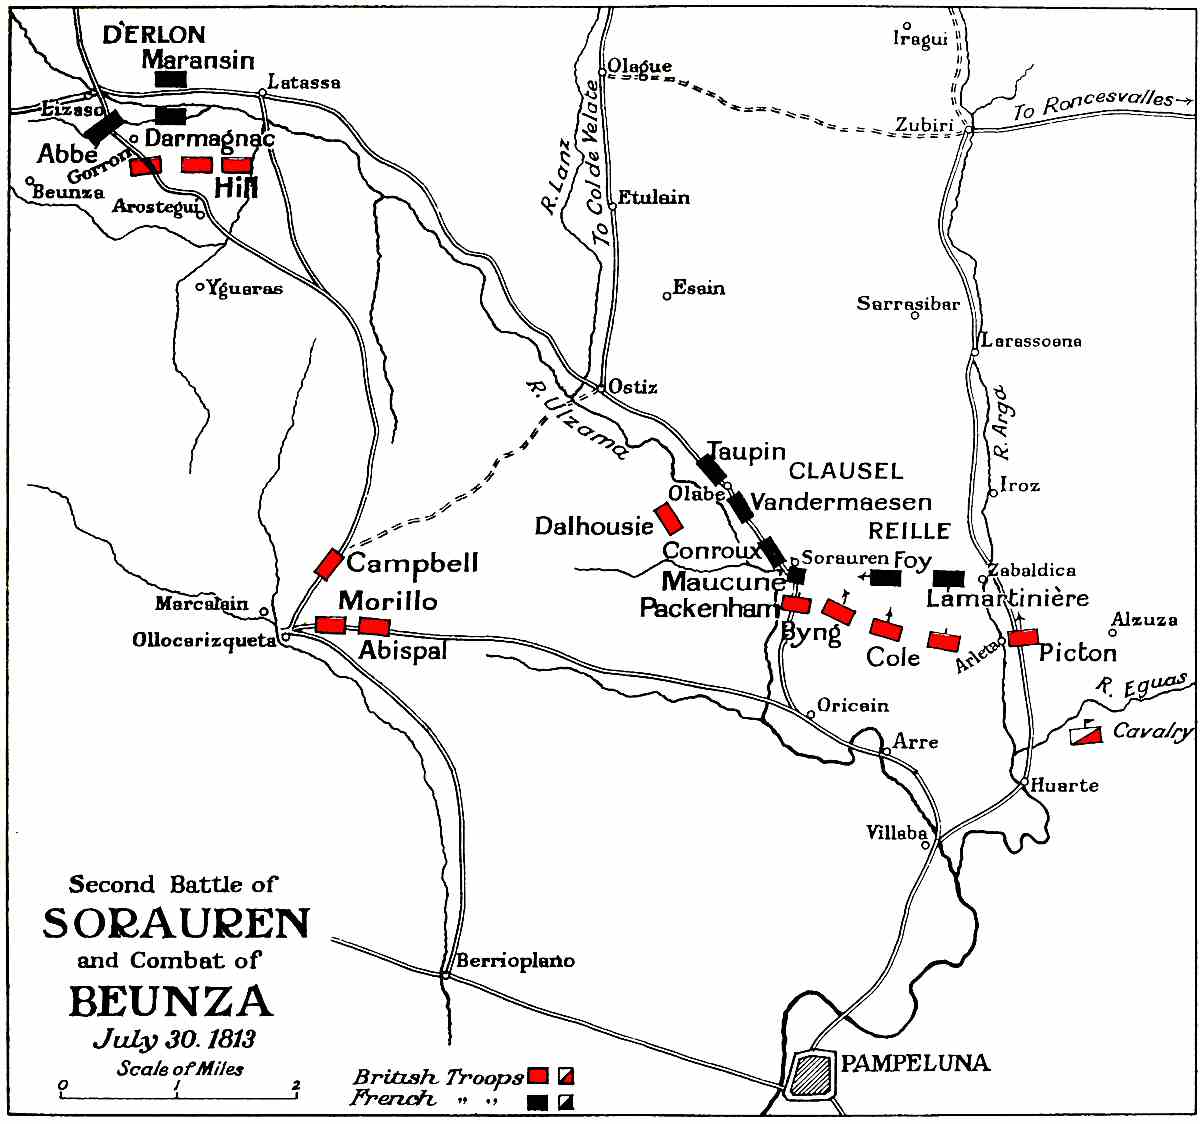 D'ERLON
Maransin
Latassa
Lizaso
Darmagnac
Abbe
Gorron
Hill
Beunza
Arostegui
Yguaras
Olague
Iragui
To Roncesvalles→
Zubiri
R. Lanz
To Col de Velate
Etulain
Esain
Sarrasibar
Larassoana
Ostiz
R. Ulzama
R. Arga
Taupin
CLAUSEL
Olabe
Vandermaesen
Iroz
Dalhousie
REILLE
Conroux
Sorauren
Foy
Zabaldica
Maucune
Lamartinière
Packenham
Byng
Cole
Arleta
Picton
Alzuza
Campbell
Morillo
Marcalain
Ollocarizqueta
Abispal
R. Eguas
Cavalry
Oricain
Arre
Huarte
Villaba
Berrioplano
PAMPELUNA
Second Battle of
SORAUREN
and Combat of
BEUNZA
July 30. 1813
Scale of Miles
0 1 2
British Troops
French " "